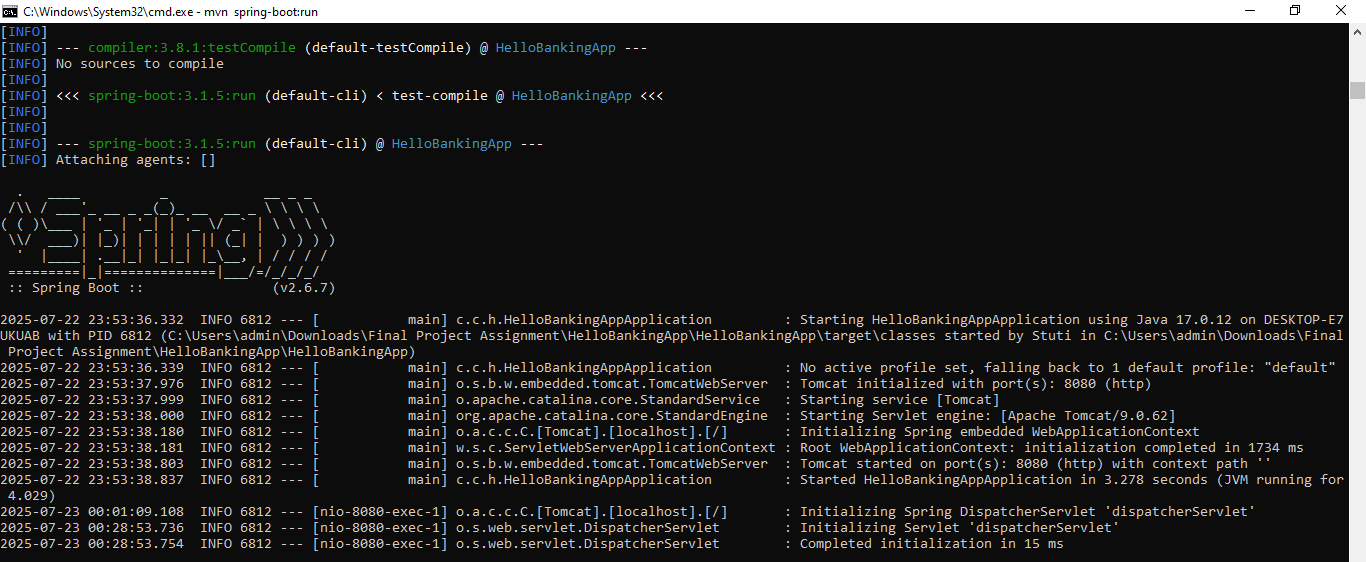 C:\Windows\System32\cmd.exe - mvn  spring-boot:run
[INFO]
[INFO] --- compiler:3.8.1:testCompile (default-testCompile) @ HelloBankingApp ---
[INFO] No sources to compile
[INFO]
[INFO] <<< spring-boot:3.1.5:run (default-cli) < test-compile @ HelloBankingApp <<<
[INFO]
[INFO]
[INFO] --- spring-boot:3.1.5:run (default-cli) @ HelloBankingApp ---
[INFO] Attaching agents: []
  .   ____          _            __ _ _
 /\\ / ___'_ __ _ _(_)_ __  __ _ \ \ \ \
( ( )\___ | '_ | '_| | '_ \/ _` | \ \ \ \
 \\/  ___)| |_)| | | | | || (_| |  ) ) ) )
  '  |____| .__|_| |_|_| |_\__, | / / / /
 =========|_|==============|___/=/_/_/_/
 :: Spring Boot ::                (v2.6.7)
2025-07-22 23:53:36.332  INFO 6812 --- [           main] c.c.h.HelloBankingAppApplication         : Starting HelloBankingAppApplication using Java 17.0.12 on DESKTOP-E7
UKUAB with PID 6812 (C:\Users\admin\Downloads\Final Project Assignment\HelloBankingApp\HelloBankingApp\target\classes started by Stuti in C:\Users\admin\Downloads\Final
 Project Assignment\HelloBankingApp\HelloBankingApp)
2025-07-22 23:53:36.339  INFO 6812 --- [           main] c.c.h.HelloBankingAppApplication         : No active profile set, falling back to 1 default profile: "default"
2025-07-22 23:53:37.976  INFO 6812 --- [           main] o.s.b.w.embedded.tomcat.TomcatWebServer  : Tomcat initialized with port(s): 8080 (http)
2025-07-22 23:53:37.999  INFO 6812 --- [           main] o.apache.catalina.core.StandardService   : Starting service [Tomcat]
2025-07-22 23:53:38.000  INFO 6812 --- [           main] org.apache.catalina.core.StandardEngine  : Starting Servlet engine: [Apache Tomcat/9.0.62]
2025-07-22 23:53:38.180  INFO 6812 --- [           main] o.a.c.c.C.[Tomcat].[localhost].[/]       : Initializing Spring embedded WebApplicationContext
2025-07-22 23:53:38.181  INFO 6812 --- [           main] w.s.c.ServletWebServerApplicationContext : Root WebApplicationContext: initialization completed in 1734 ms
2025-07-22 23:53:38.803  INFO 6812 --- [           main] o.s.b.w.embedded.tomcat.TomcatWebServer  : Tomcat started on port(s): 8080 (http) with context path ''
2025-07-22 23:53:38.837  INFO 6812 --- [           main] c.c.h.HelloBankingAppApplication         : Started HelloBankingAppApplication in 3.278 seconds (JVM running for
 4.029)
2025-07-23 00:01:09.108  INFO 6812 --- [nio-8080-exec-1] o.a.c.c.C.[Tomcat].[localhost].[/]       : Initializing Spring DispatcherServlet 'dispatcherServlet'
2025-07-23 00:28:53.736  INFO 6812 --- [nio-8080-exec-1] o.s.web.servlet.DispatcherServlet        : Initializing Servlet 'dispatcherServlet'
2025-07-23 00:28:53.754  INFO 6812 --- [nio-8080-exec-1] o.s.web.servlet.DispatcherServlet        : Completed initialization in 15 ms